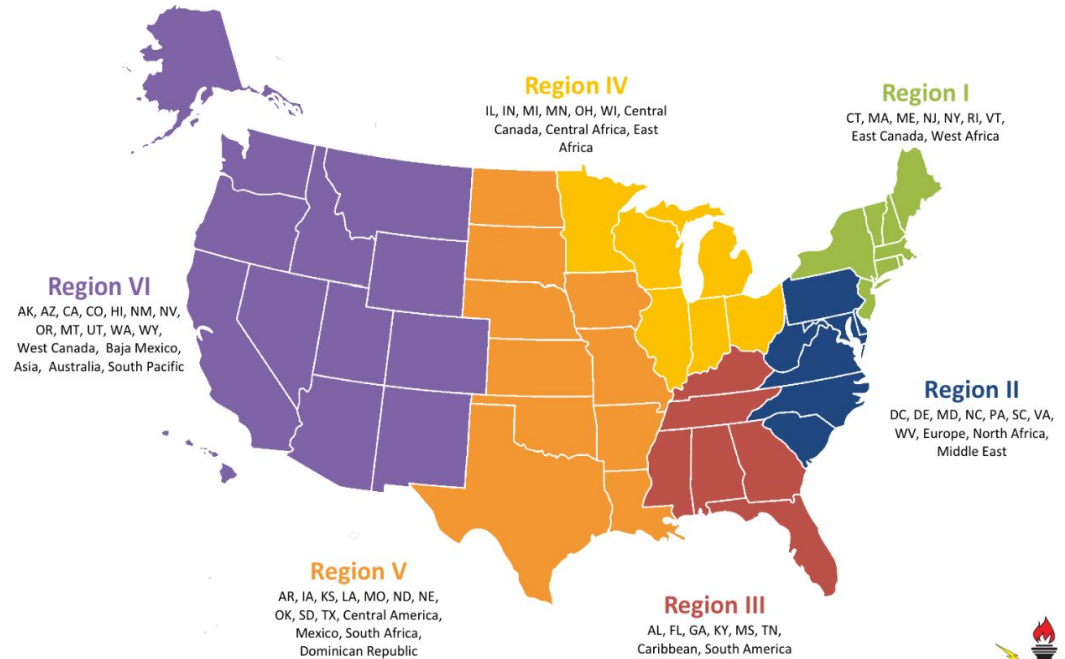 Region IV
IL, IN, MI, MN, OH, WI, Central
Canada, Central Africa, East
Africa
Region I
CT, MA, ME, NJ, NY, RI, VT,
East Canada, West Africa
Region VI
AK, AZ, CA, CO, HI, NM, NV,
OR, MT, UT, WA, WY,
West Canada, Baja Mexico,
Asia, Australia, South Pacific
Region II
DC, DE, MD, NC, PA, SC, VA,
WV, Europe, North Africa,
Middle East
Region V
AR, IA, KS, LA, MO, ND, NE,
OK, SD, TX, Central America,
Mexico, South Africa,
Dominican Republic
Region III
AL, FL, GA, KY, MS, TN,
Caribbean, South America